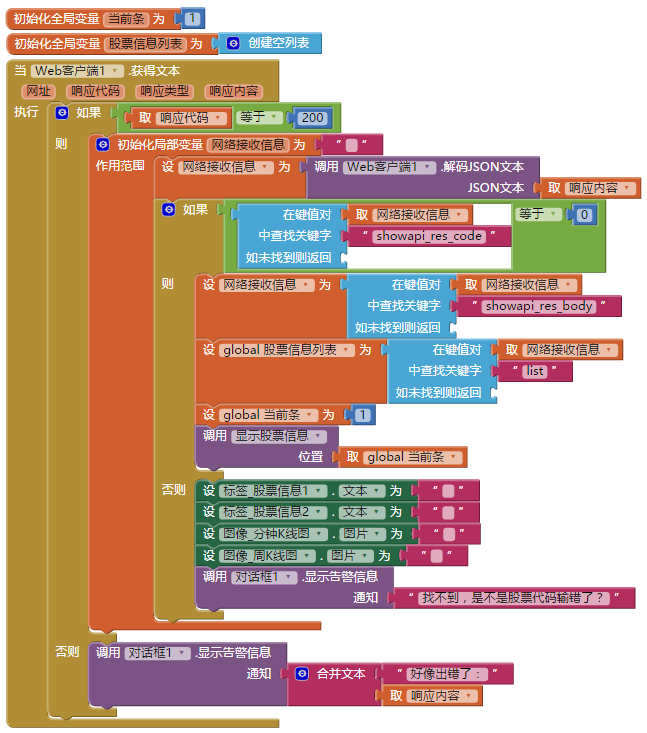 初始化全局变量 当前条 为 1
初始化全局变量 股票信息列表 为 创建空列表
当 Web客户端1 .获得文本
网址 响应代码 响应类型 响应内容
执行 如果 取 响应代码 等于 200
则 初始化局部变量 网络接收信息 为 " "
作用范围 设 网络接收信息 为 调用 Web客户端1 .解码JSON文本
JSON文本 取 响应内容
如果 在键值对 取 网络接收信息 等于 0
中查找关键字 " showapi_res_code "
如未找到则返回
则 设 网络接收信息 为 在键值对 取 网络接收信息
中查找关键字 " showapi_res_body "
如未找到则返回
设 global 股票信息列表 为 在键值对 取 网络接收信息
中查找关键字 " list "
如未找到则返回
设 global 当前条 为 1
调用 显示股票信息
位置 取 global 当前条
否则 设 标签_股票信息1 . 文本 为 " "
设 标签_股票信息2 . 文本 为 " "
设 图像_分钟K线图 . 图片 为 " "
设 图像_周K线图 . 图片 为 " "
调用 对话框1 .显示告警信息
通知 " 找不到，是不是股票代码输错了？ "
否则 调用 对话框1 .显示告警信息
通知 合并文本 " 好像出错了： "
取 响应内容